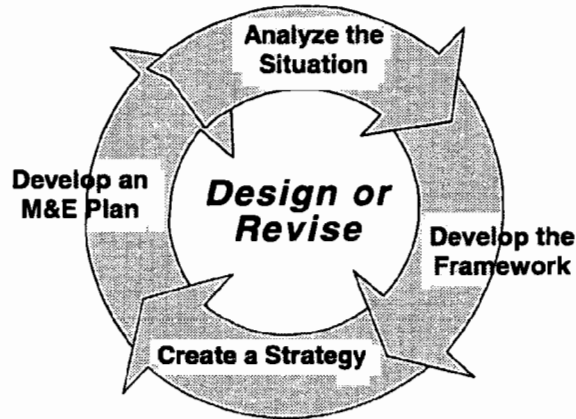 Analyze the
Situation
Develop an
M&E Plan
Design or
Revise
Develop the
Framework
Create a Strategy